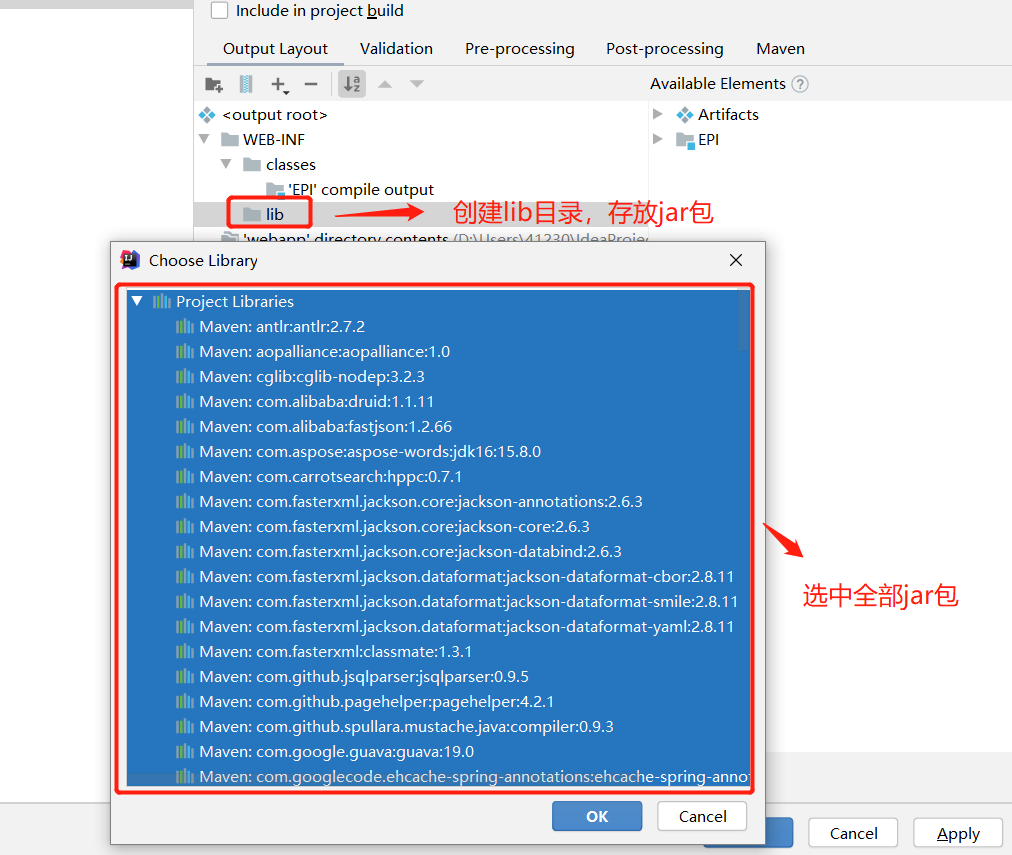 Include in project build
Output Layout Validation Pre-processing Post-processing Maven
Available Elements ?
<output root> Artifacts
WEB-INF EPI
classes
'EPI' compile output
lib 创建lib目录，存放jar包
'webapp' directory contents (D:\Users\41230\IdeaProjec
Choose Library
Project Libraries
Maven: antlr:antlr:2.7.2
Maven: aopalliance:aopalliance:1.0
Maven: cglib:cglib-nodep:3.2.3
Maven: com.alibaba:druid:1.1.11
Maven: com.alibaba:fastjson:1.2.66
Maven: com.aspose:aspose-words:jdk16:15.8.0
Maven: com.carrotsearch:hppc:0.7.1
Maven: com.fasterxml.jackson.core:jackson-annotations:2.6.3
Maven: com.fasterxml.jackson.core:jackson-core:2.6.3
Maven: com.fasterxml.jackson.core:jackson-databind:2.6.3
Maven: com.fasterxml.jackson.dataformat:jackson-dataformat-cbor:2.8.11
Maven: com.fasterxml.jackson.dataformat:jackson-dataformat-smile:2.8.11
选中全部jar包
Maven: com.fasterxml.jackson.dataformat:jackson-dataformat-yaml:2.8.11
Maven: com.fasterxml:classmate:1.3.1
Maven: com.github.jsqlparser:jsqlparser:0.9.5
Maven: com.github.pagehelper:pagehelper:4.2.1
Maven: com.github.spullara.mustache.java:compiler:0.9.3
Maven: com.google.guava:guava:19.0
Maven: com.googlecode.ehcache-spring-annotations:ehcache-spring-annot
OK Cancel
Cancel Apply